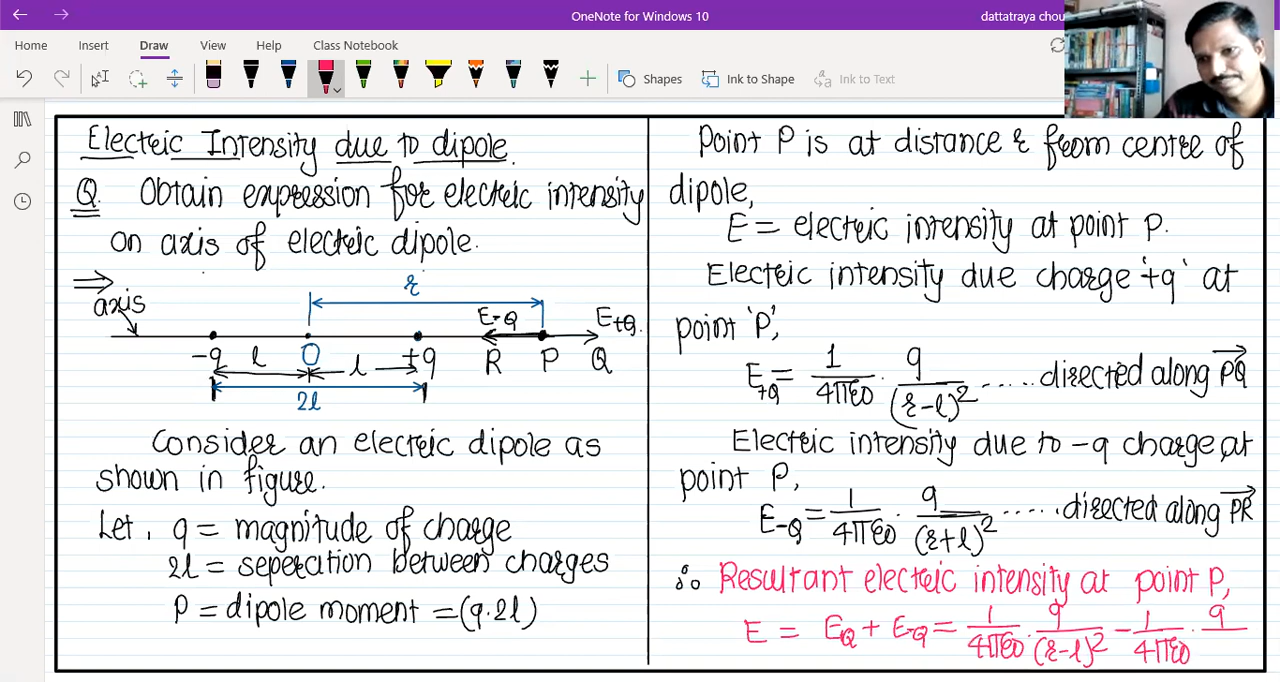 OneNote for Windows 10
dattatraya chou
Home Insert Draw View Help Class Notebook
Shapes Ink to Shape Ink to Text
Electric Intensity due to dipole.
Q. Obtain expression for electric intensity
on axis of electric dipole.
⇒
axis
r
E-Q
E+Q.
-q l O l +q R P Q
2l
Consider an electric dipole as
shown in figure.
Let, q = magnitude of charge
2l = seperation between charges
P = dipole moment = (q.2l)
Point P is at distance r from centre of
dipole,
E = electric intensity at point P.
Electric intensity due charge '+q' at
point 'P',
E+Q = 1/4πε0 . q/(r-l)² ..... directed along PQ→
Electric intensity due to -q charge at
point P,
E-Q = 1/4πε0 . q/(r+l)² ..... directed along PR→
∴ Resultant electric intensity at point P,
E = EQ + E-Q = 1/4πε0 . q/(r-l)² - 1/4πε0 . q/